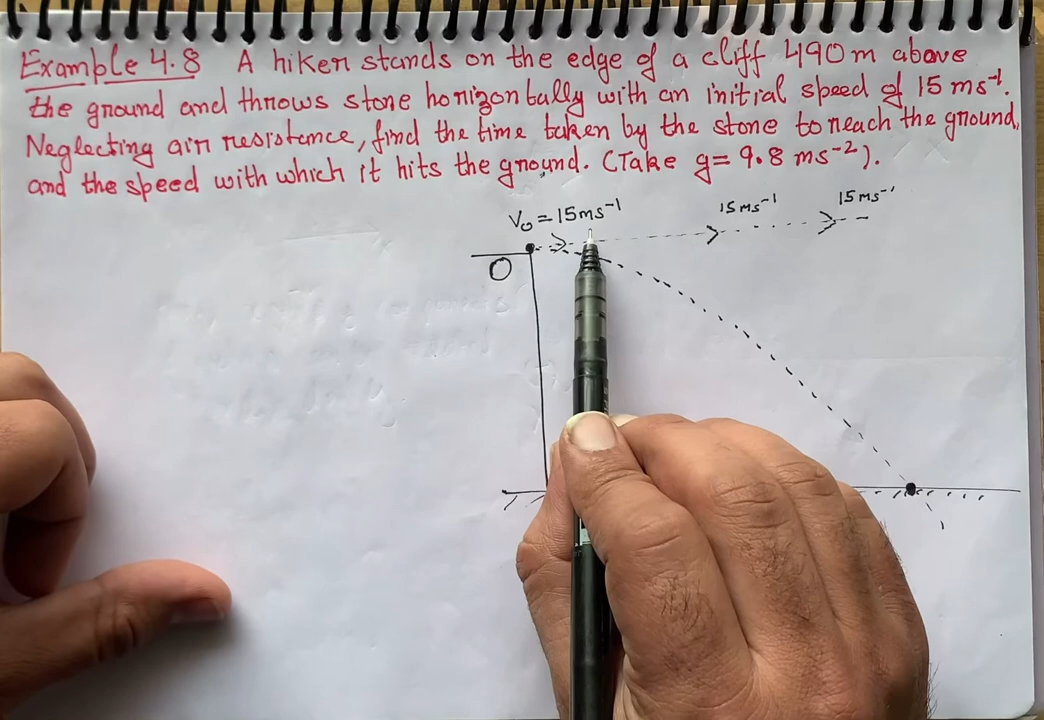 Example 4.8 A hiker stands on the edge of a cliff 490m above
the ground and throws stone horizontally with an initial speed of 15 ms⁻¹.
Neglecting air resistance, find the time taken by the stone to reach the ground,
and the speed with which it hits the ground. (Take g= 9.8 ms⁻²).
15ms⁻¹ 15ms⁻¹
V₀ = 15ms⁻¹
O